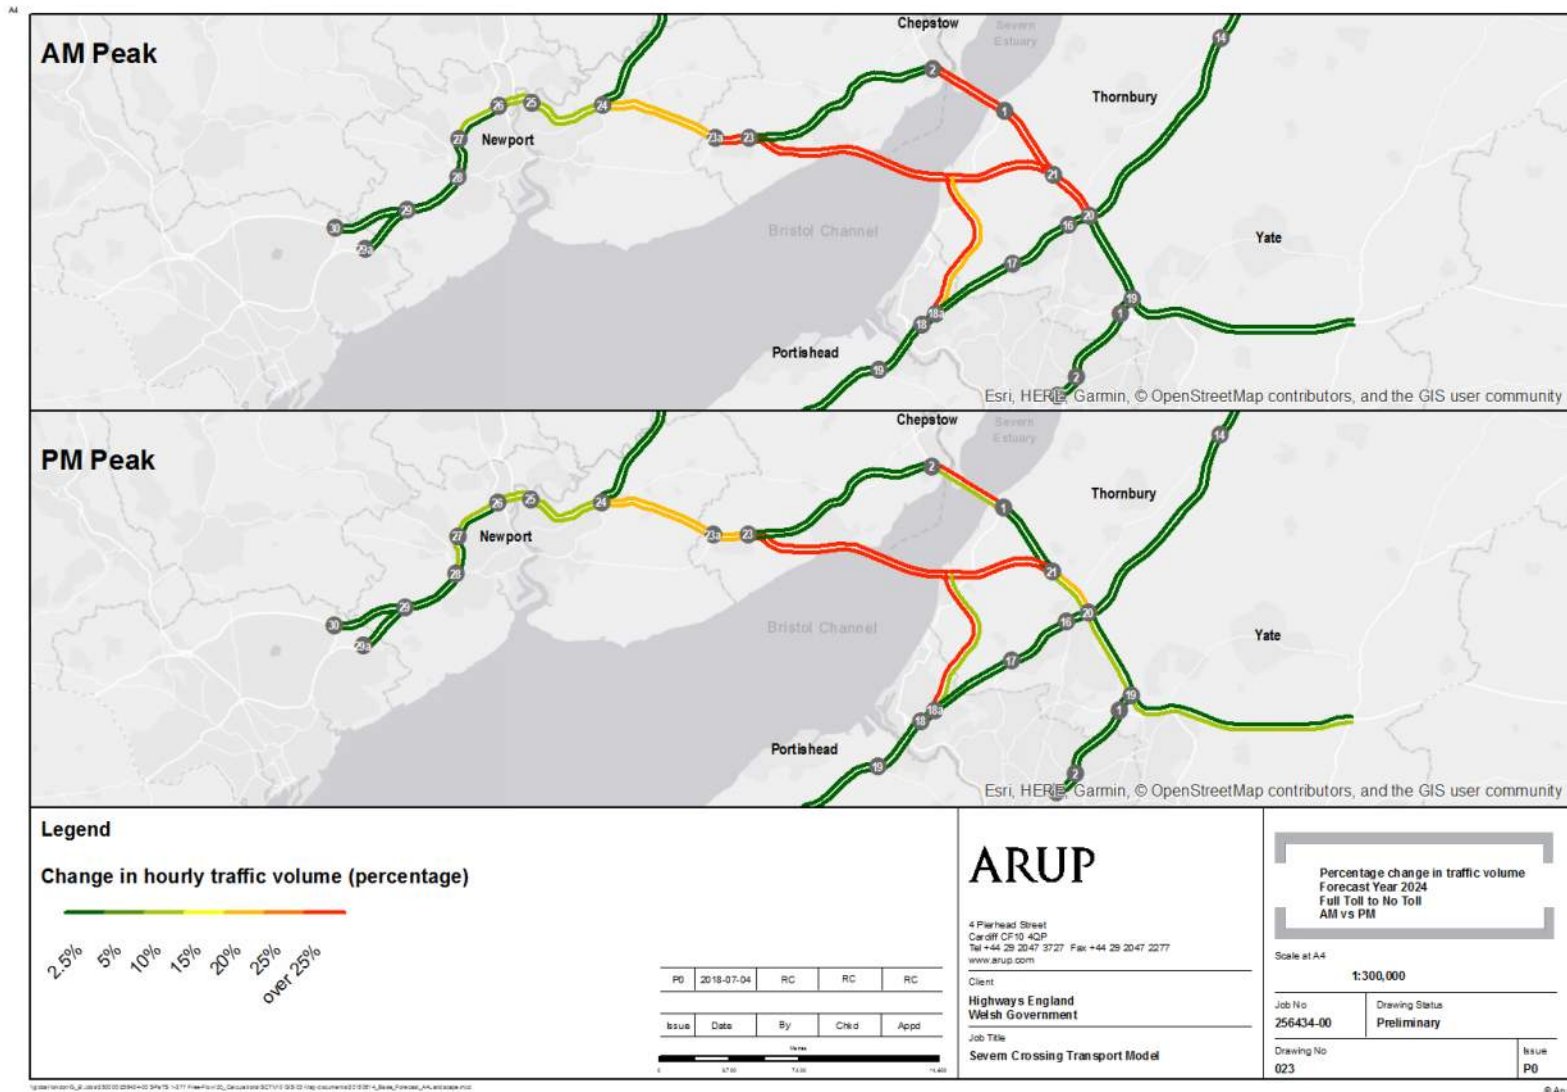 A4
AM Peak
Chepstow
Severn
Estuary
14
2
1
Thornbury
26
25
24
27
Newport
23a
23
28
21
29
20
30
16
29a
Bristol Channel
Yate
17
19
18a
1
18
Portishead
19
2
Esri, HERE, Garmin, © OpenStreetMap contributors, and the GIS user community
PM Peak
Chepstow
Severn
Estuary
14
2
1
Thornbury
26
25
24
27
Newport
23a
23
28
21
29
20
30
16
29a
Bristol Channel
Yate
17
19
18a
1
18
Portishead
19
2
Esri, HERE, Garmin, © OpenStreetMap contributors, and the GIS user community
Legend
Change in hourly traffic volume (percentage)
2.5% 5% 10% 15% 20% 25% over 25%
P0 2018-07-04 RC RC RC
Issue Date By Chkd Appd
ARUP
4 Pierhead Street
Cardiff CF10 4QP
Tel +44 29 2047 3727 Fax +44 29 2047 2277
www.arup.com
Client
Highways England
Welsh Government
Job Title
Severn Crossing Transport Model
Percentage change in traffic volume
Forecast Year 2024
Full Toll to No Toll
AM vs PM
Scale at A4
1:300,000
Job No
256434-00
Drawing Status
Preliminary
Drawing No
023
Issue
P0